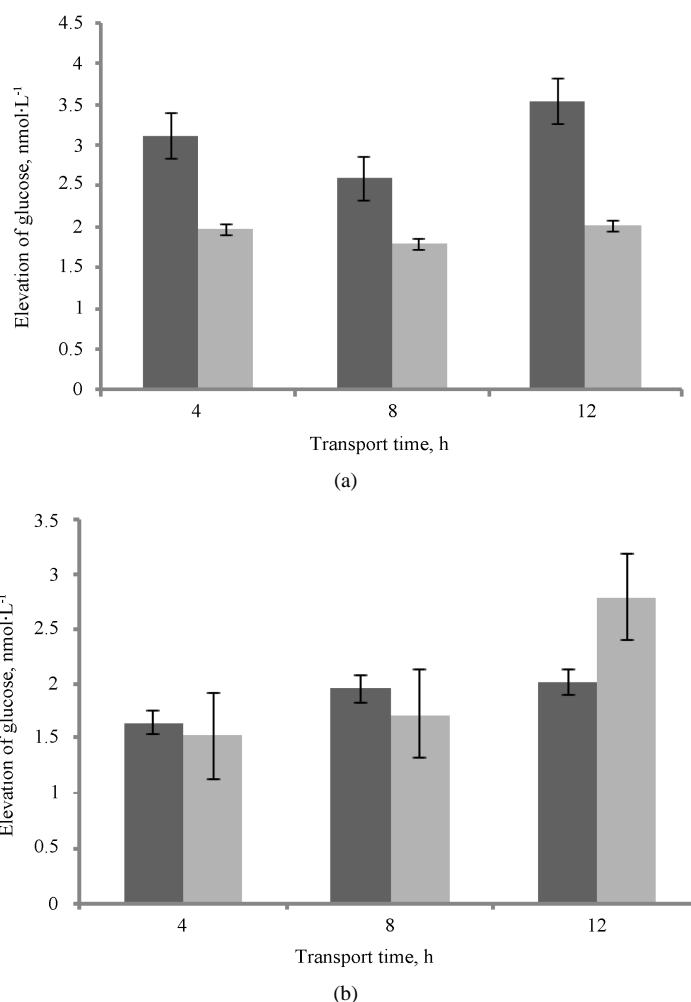 4.5
4
3.5
3
2.5
2
1.5
1
0.5
0
Elevation of glucose, nmol·L⁻¹
4 8 12
Transport time, h
(a)
3.5
3
2.5
2
1.5
1
0.5
0
Elevation of glucose, nmol·L⁻¹
4 8 12
Transport time, h
(b)